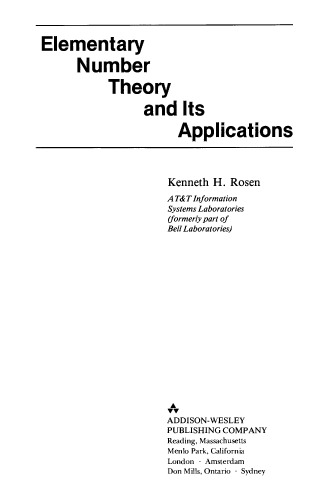 Elementary
Number
Theory
and Its
Applications
Kenneth H. Rosen
AT&T Information
Systems Laboratories
(formerly part of
Bell Laboratories)
ADDISON-WESLEY
PUBLISHING COMPANY
Reading, Massachusetts
Menlo Park, California
London · Amsterdam
Don Mills, Ontario · Sydney